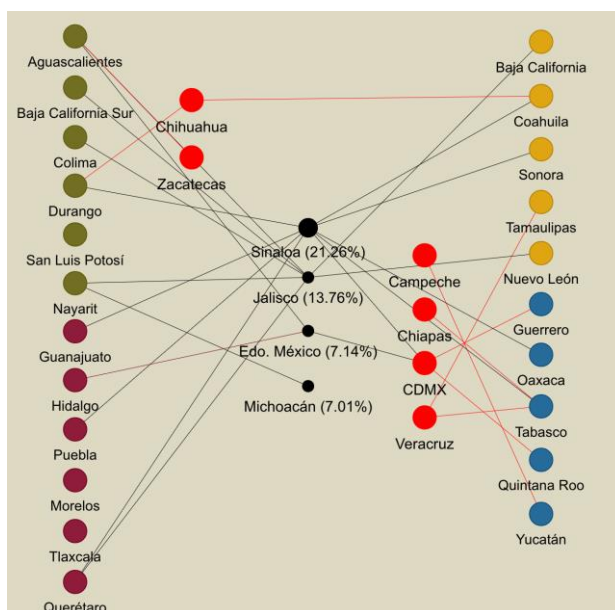 Aguascalientes
Baja California Sur
Colima
Durango
San Luis Potosí
Nayarit
Guanajuato
Hidalgo
Puebla
Morelos
Tlaxcala
Querétaro
Chihuahua
Zacatecas
Sinaloa (21.26%)
Jalisco (13.76%)
Edo. México (7.14%)
Michoacán (7.01%)
Campeche
Chiapas
CDMX
Veracruz
Baja California
Coahuila
Sonora
Tamaulipas
Nuevo León
Guerrero
Oaxaca
Tabasco
Quintana Roo
Yucatán